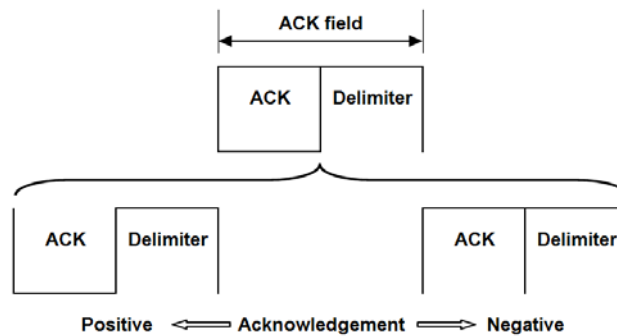 ACK field
ACK Delimiter
ACK Delimiter ACK Delimiter
Positive Acknowledgement Negative